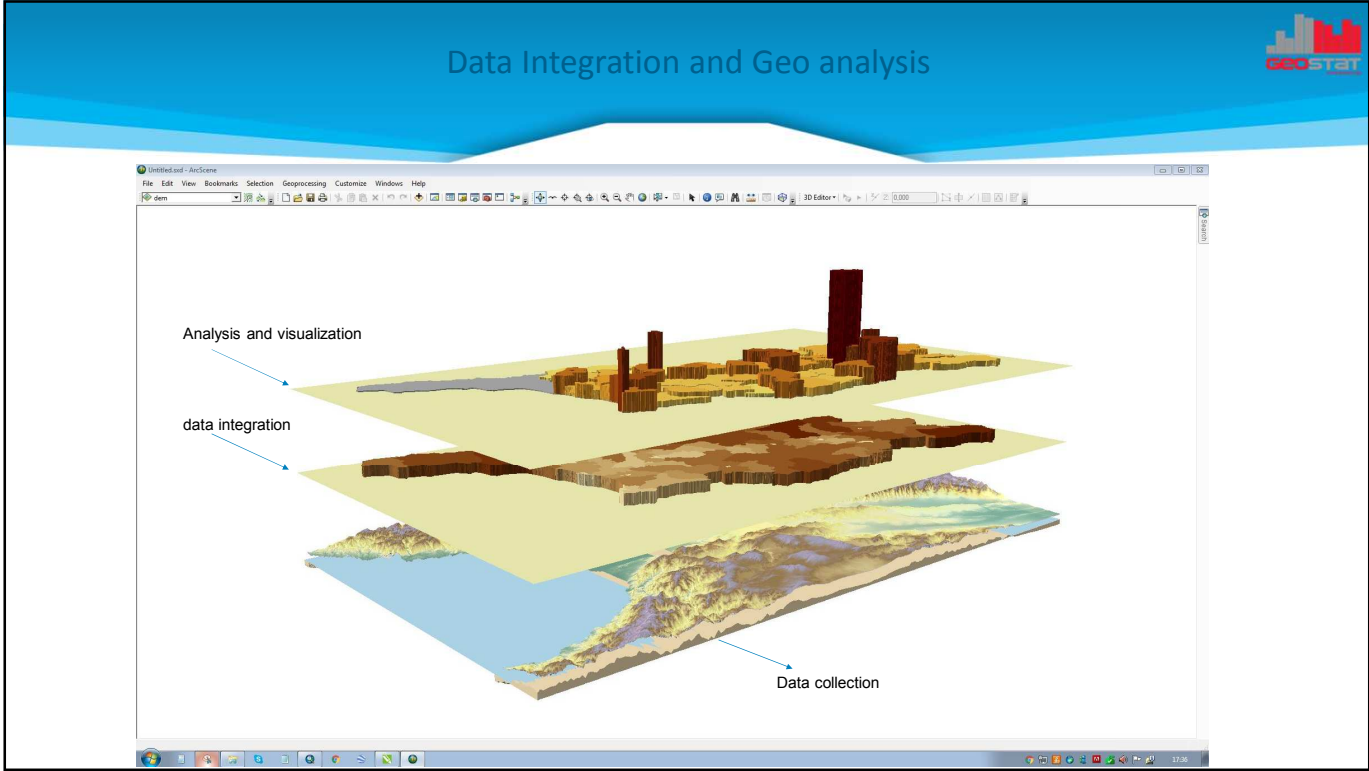 Data Integration and Geo analysis
GEOSTAT
Untitled.sxd - ArcScene
File Edit View Bookmarks Selection Geoprocessing Customize Windows Help
dem
3D Editor
0,000
Search
Analysis and visualization
data integration
Data collection
17:36